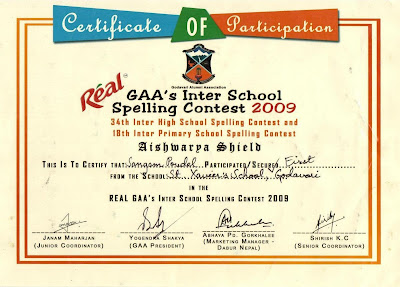 Certificate OF Participation
Godavari Alumni Association
Réal
GAA's Inter School
Spelling Contest 2009
34th Inter High School Spelling Contest and
18th Inter Primary School Spelling Contest
Aishwarya Shield
This Is To Certify that Sangam Poudel Participated/Secured First
from the School St. Xavier's School, Godavari
in the
REAL GAA's Inter School Spelling Contest 2009
Janam Maharjan
(Junior Coordinator)
Yogendra Shakya
(GAA President)
Abhaya Pd. Gorkhalee
(Marketing Manager -
Dabur Nepal)
Shirish K.C
(Senior Coordinator)